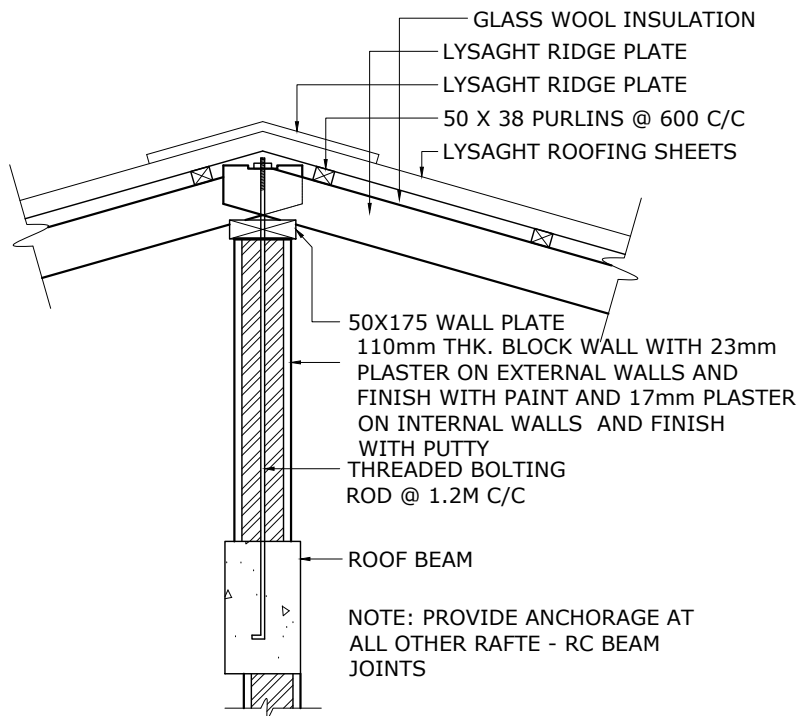 GLASS WOOL INSULATION
LYSAGHT RIDGE PLATE
LYSAGHT RIDGE PLATE
50 X 38 PURLINS @ 600 C/C
LYSAGHT ROOFING SHEETS
50X175 WALL PLATE
110mm THK. BLOCK WALL WITH 23mm
PLASTER ON EXTERNAL WALLS AND
FINISH WITH PAINT AND 17mm PLASTER
ON INTERNAL WALLS AND FINISH
WITH PUTTY
THREADED BOLTING
ROD @ 1.2M C/C
ROOF BEAM
NOTE: PROVIDE ANCHORAGE AT
ALL OTHER RAFTE - RC BEAM
JOINTS